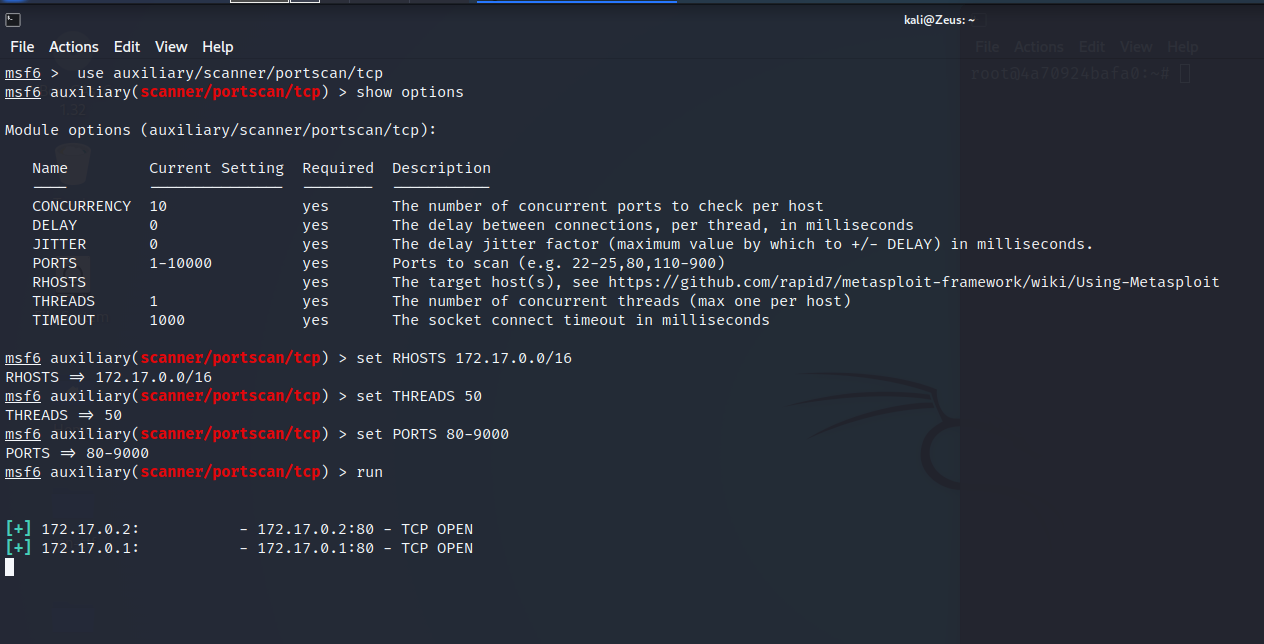 kali@Zeus: ~
File Actions Edit View Help
File Actions Edit View Help
root@4a70924bafa0:~#
msf6 > use auxiliary/scanner/portscan/tcp
msf6 auxiliary(scanner/portscan/tcp) > show options
Module options (auxiliary/scanner/portscan/tcp):
Name Current Setting Required Description
CONCURRENCY 10 yes The number of concurrent ports to check per host
DELAY 0 yes The delay between connections, per thread, in milliseconds
JITTER 0 yes The delay jitter factor (maximum value by which to +/- DELAY) in milliseconds.
PORTS 1-10000 yes Ports to scan (e.g. 22-25,80,110-900)
RHOSTS yes The target host(s), see https://github.com/rapid7/metasploit-framework/wiki/Using-Metasploit
THREADS 1 yes The number of concurrent threads (max one per host)
TIMEOUT 1000 yes The socket connect timeout in milliseconds
msf6 auxiliary(scanner/portscan/tcp) > set RHOSTS 172.17.0.0/16
RHOSTS ⇒ 172.17.0.0/16
msf6 auxiliary(scanner/portscan/tcp) > set THREADS 50
THREADS ⇒ 50
msf6 auxiliary(scanner/portscan/tcp) > set PORTS 80-9000
PORTS ⇒ 80-9000
msf6 auxiliary(scanner/portscan/tcp) > run
[+] 172.17.0.2: - 172.17.0.2:80 - TCP OPEN
[+] 172.17.0.1: - 172.17.0.1:80 - TCP OPEN